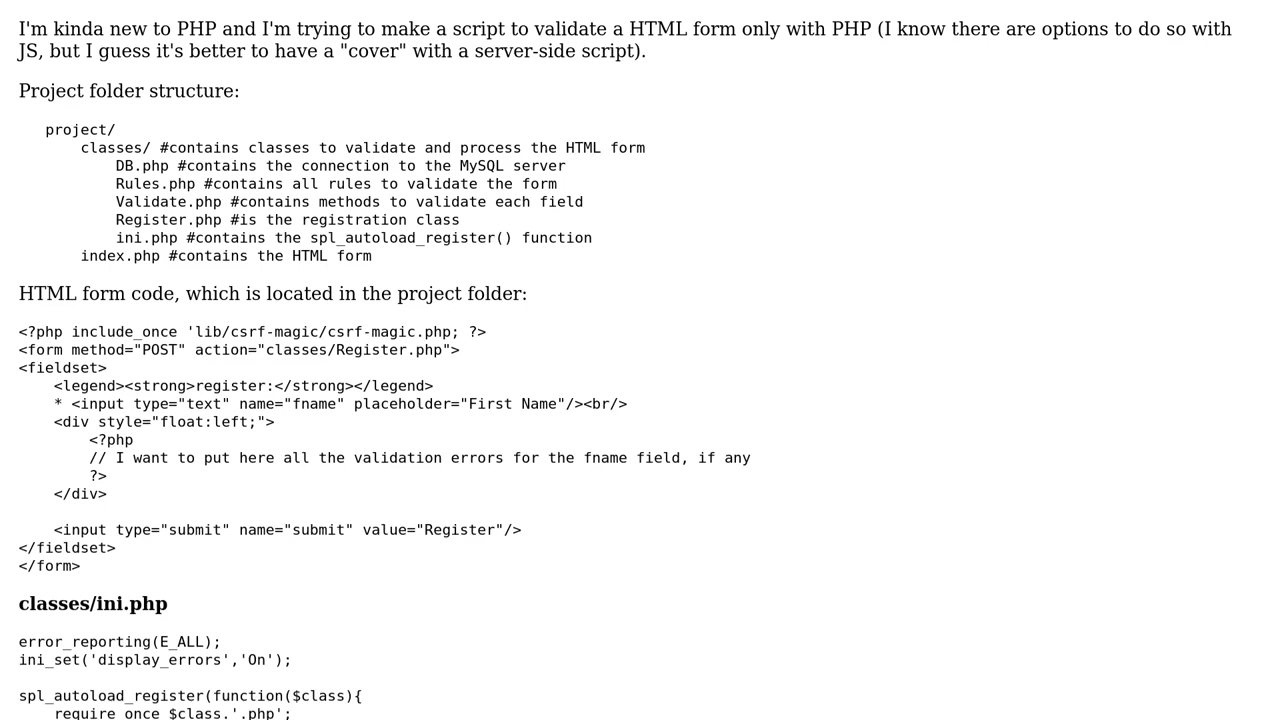 I'm kinda new to PHP and I'm trying to make a script to validate a HTML form only with PHP (I know there are options to do so with
JS, but I guess it's better to have a "cover" with a server-side script).
Project folder structure:
project/
classes/ #contains classes to validate and process the HTML form
DB.php #contains the connection to the MySQL server
Rules.php #contains all rules to validate the form
Validate.php #contains methods to validate each field
Register.php #is the registration class
ini.php #contains the spl_autoload_register() function
index.php #contains the HTML form
HTML form code, which is located in the project folder:
<?php include_once 'lib/csrf-magic/csrf-magic.php; ?>
<form method="POST" action="classes/Register.php">
<fieldset>
    <legend><strong>register:</strong></legend>
    * <input type="text" name="fname" placeholder="First Name"/><br/>
    <div style="float:left;">
        <?php
        // I want to put here all the validation errors for the fname field, if any
        ?>
    </div>
    <input type="submit" name="submit" value="Register"/>
</fieldset>
</form>
classes/ini.php
error_reporting(E_ALL);
ini_set('display_errors','On');
spl_autoload_register(function($class){
    require_once $class.'.php';